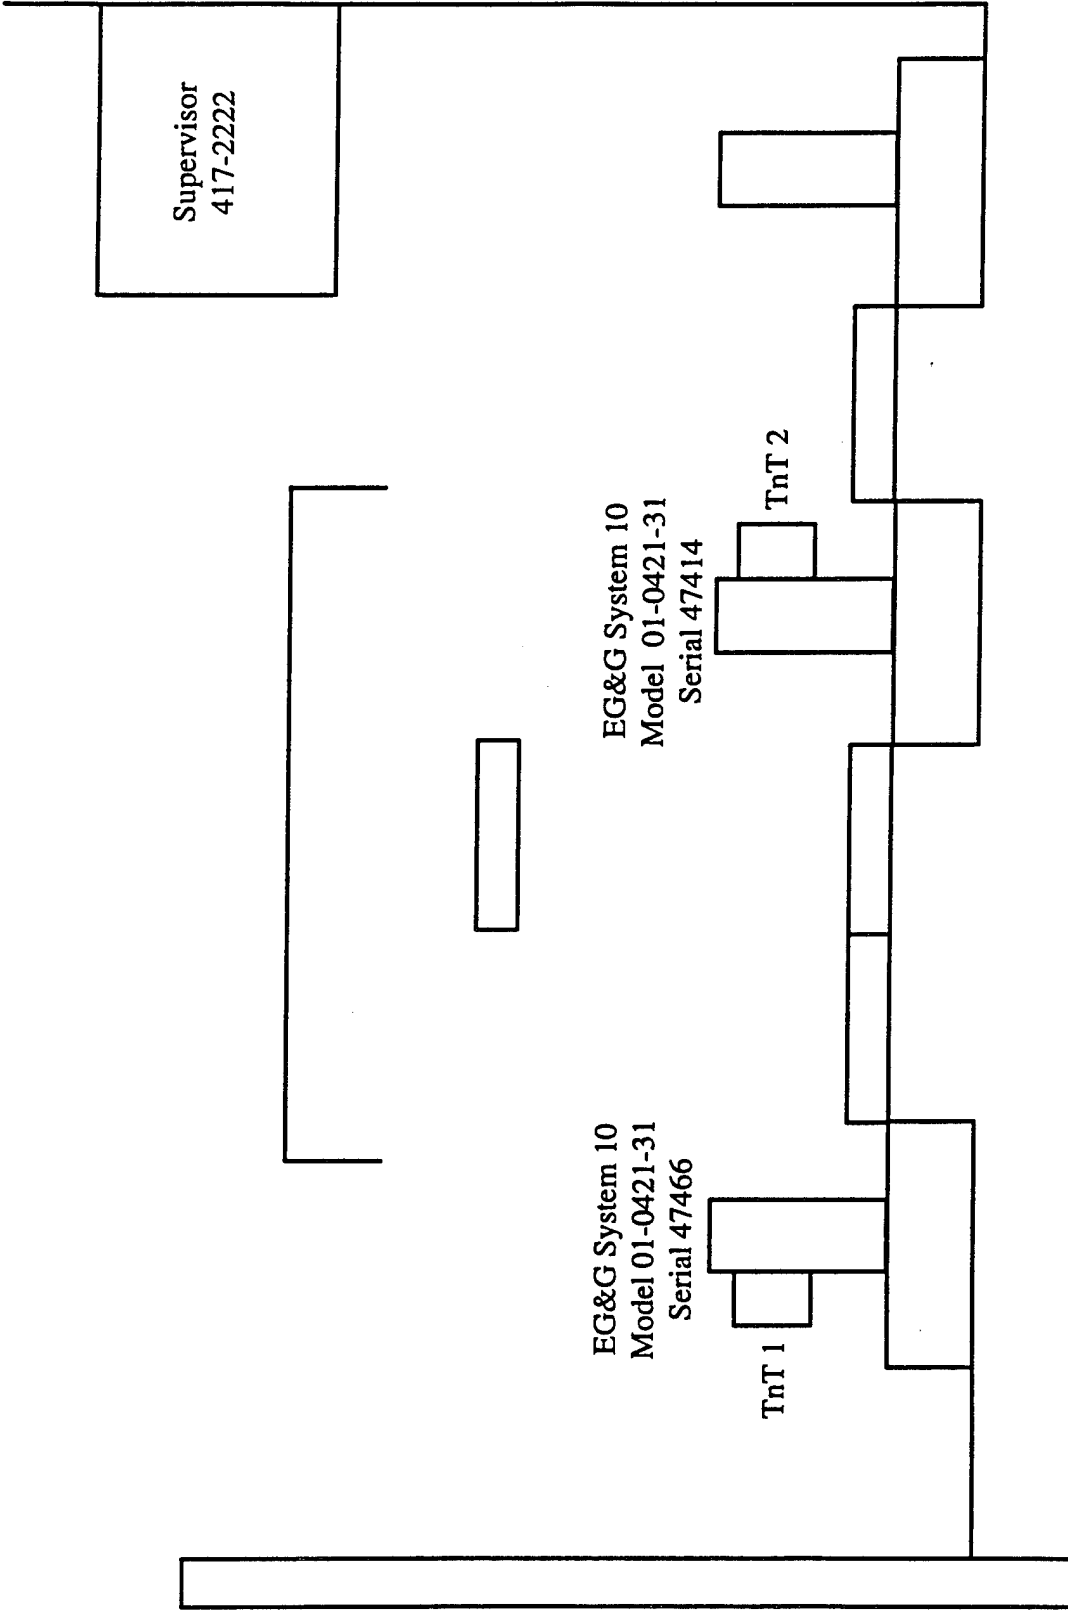 Supervisor
417-2222
EG&G System 10
Model 01-0421-31
Serial 47466
TnT 1
EG&G System 10
Model 01-0421-31
Serial 47414
TnT 2